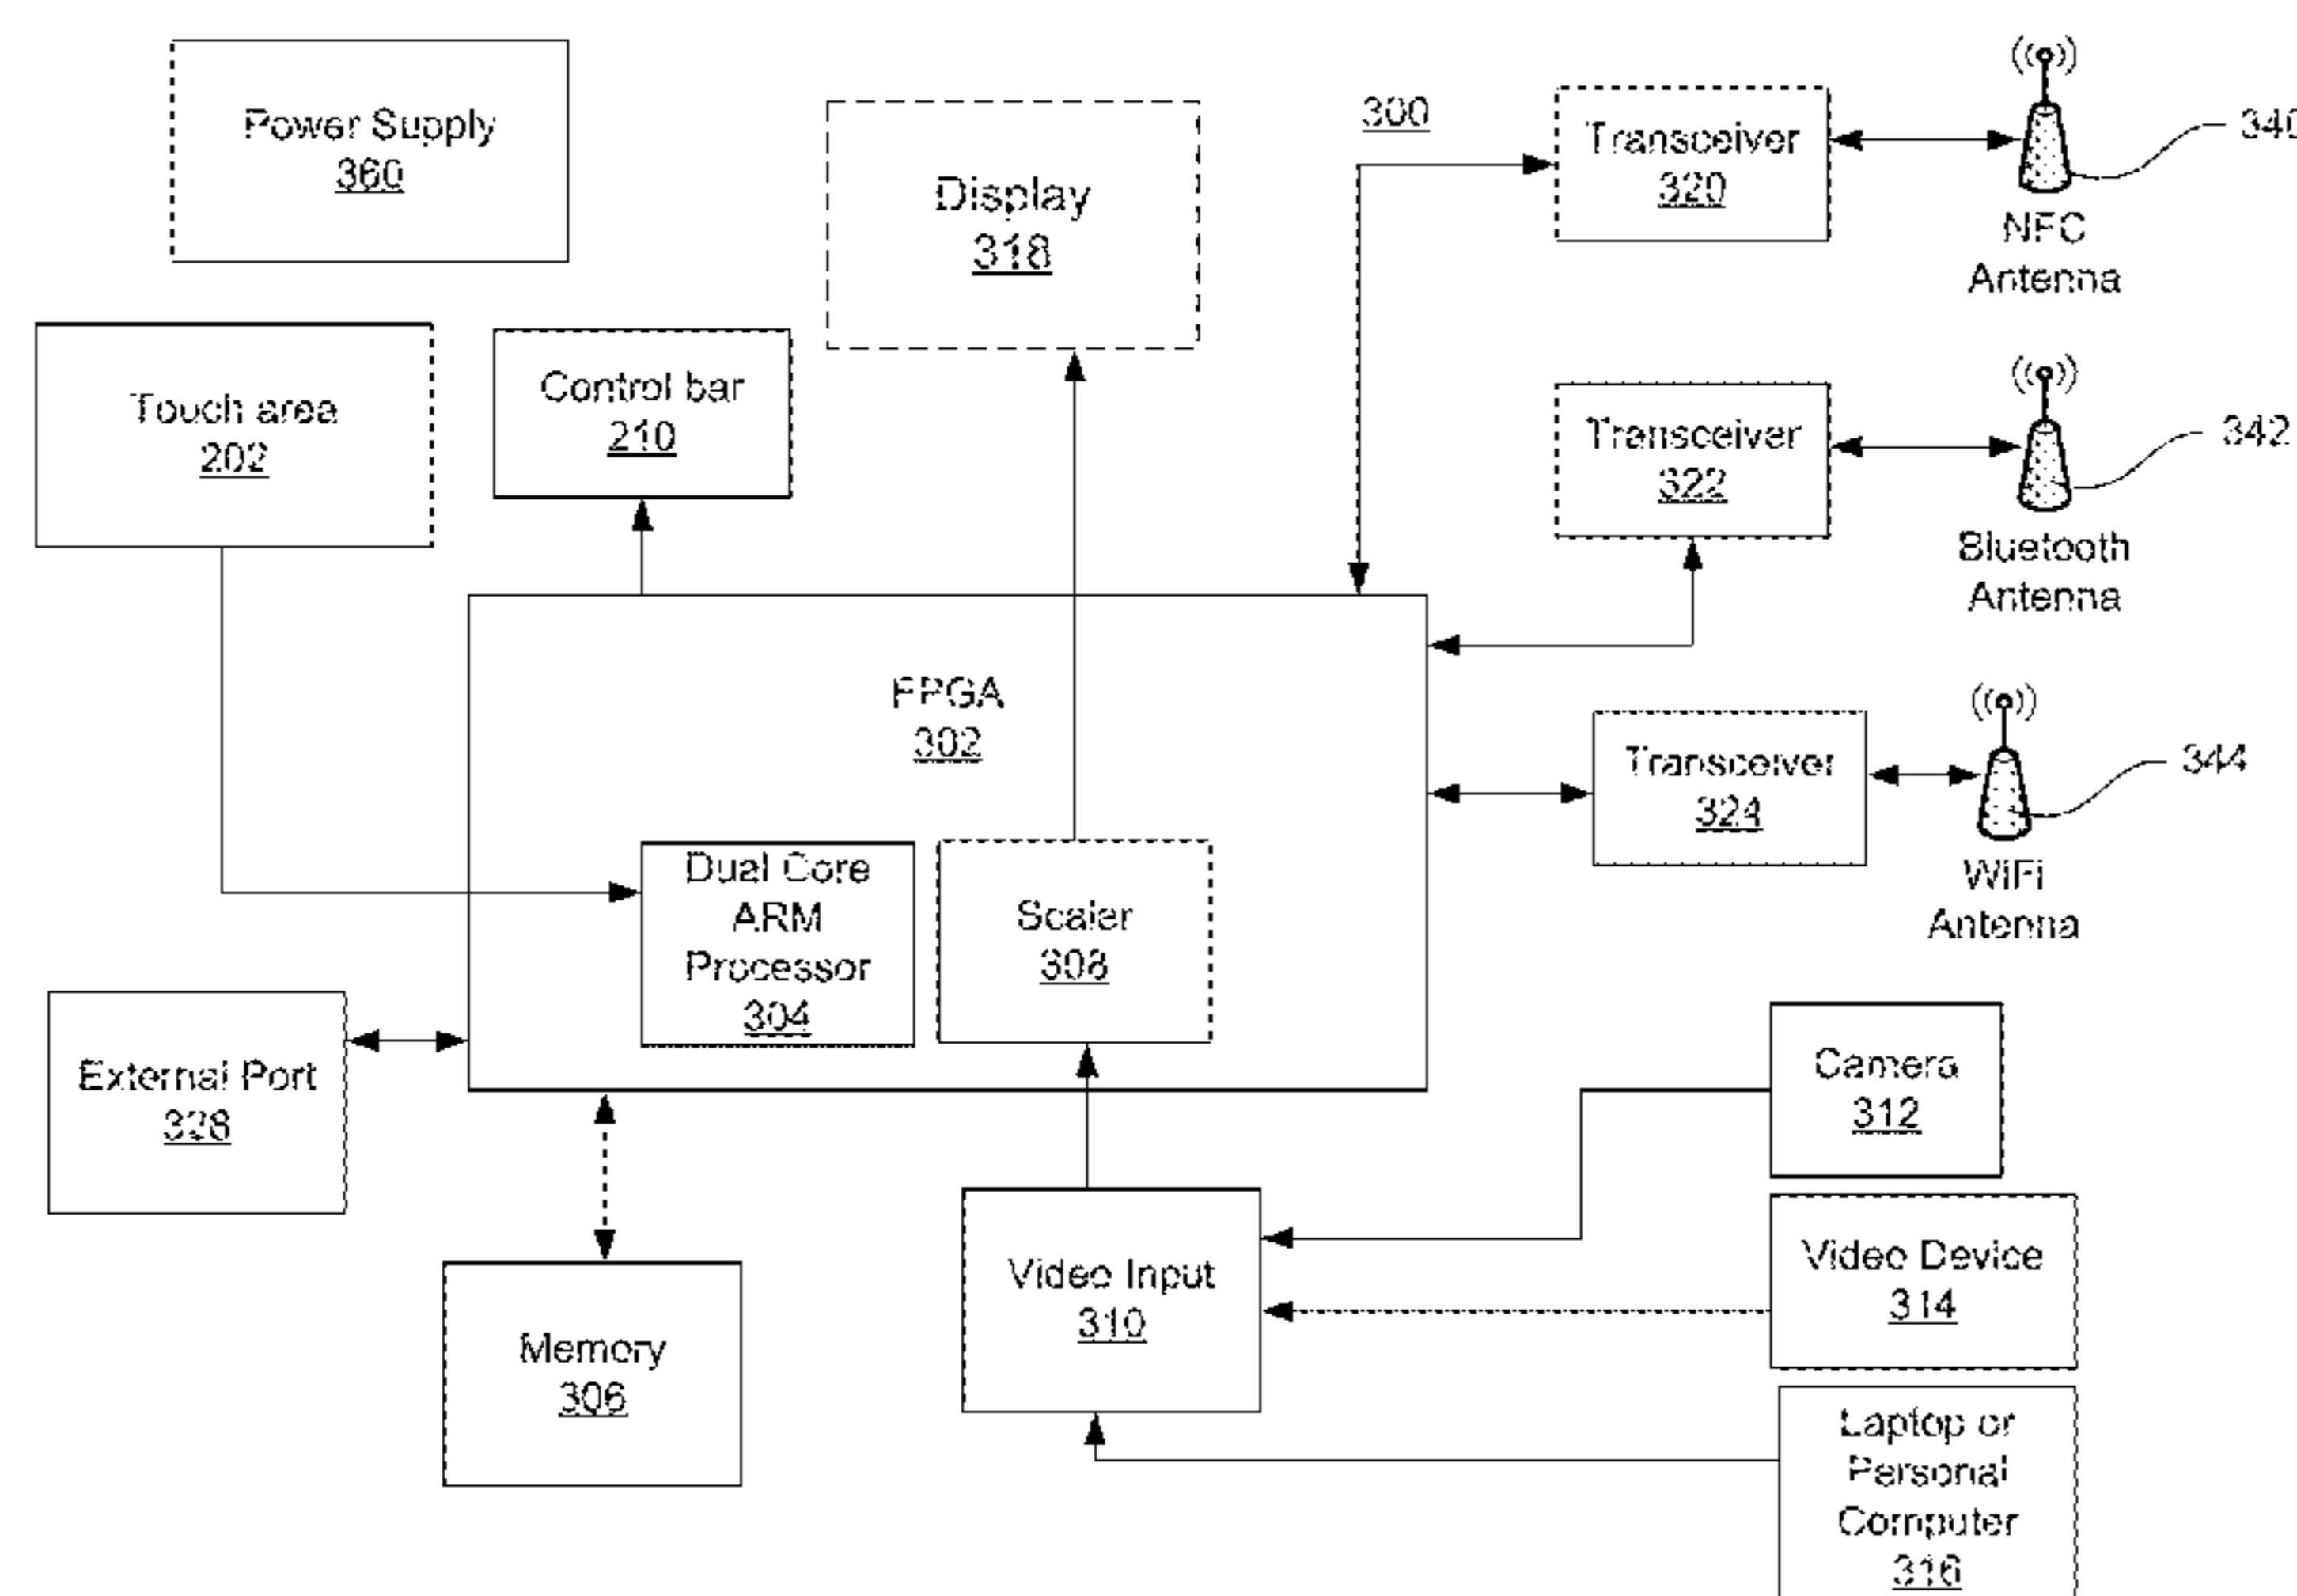 Power Supply
360
Display
318
300
Transceiver
320
340
NFC
Antenna
Touch area
202
Control bar
210
Transceiver
322
342
Bluetooth
Antenna
FPGA
302
Transceiver
324
344
WiFi
Antenna
Dual Core
ARM
Processor
304
Scaler
308
External Port
328
Camera
312
Video Input
310
Video Device
314
Memory
306
Laptop or
Personal
Computer
316